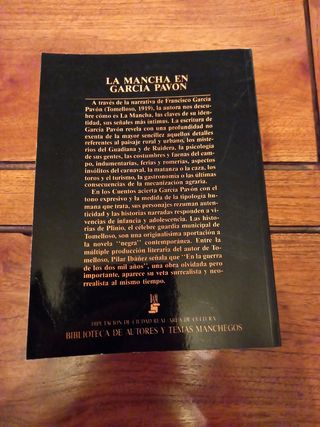 LA MANCHA EN
GARCIA PAVON
A través de la narrativa de Francisco García
Pavón (Tomelloso, 1919), la autora nos descu-
bre cómo es La Mancha, las claves de su iden-
tidad, sus señales más íntimas. La escritura de
García Pavón revela con una profundidad no
exenta de la mayor sencillez aquellos detalles
referentes al paisaje rural y urbano, los miste-
rios del Guadiana y de Ruidera, la psicología
de sus gentes, las costumbres y faenas del cam-
po, indumentarias, ferias y romerías, aspectos
insólitos del carnaval, la matanza o la caza, los
toros y el turismo, la gastronomía o las últimas
consecuencias de la mecanización agraria.
En los Cuentos acierta García Pavón con el
tono expresivo y la medida de la tipología hu-
mana que trata, sus personajes rezuman auten-
ticidad y las historias narradas responden a vi-
vencias de infancia y adolescencia. Las his-
torias de Plinio, el célebre guardia municipal de
Tomelloso, son una originalísima aportación a
la novela "negra" contemporánea. Entre la
múltiple producción literaria del autor de To-
melloso, Pilar Ibáñez señala que "En la guerra
de los dos mil años", una obra olvidada pero
importante, aparece su veta surrealista y neo-
rrealista al mismo tiempo.
DIPUTACION DE CIUDAD REAL-AREA DE CULTURA
BIBLIOTECA DE AUTORES Y TEMAS MANCHEGOS